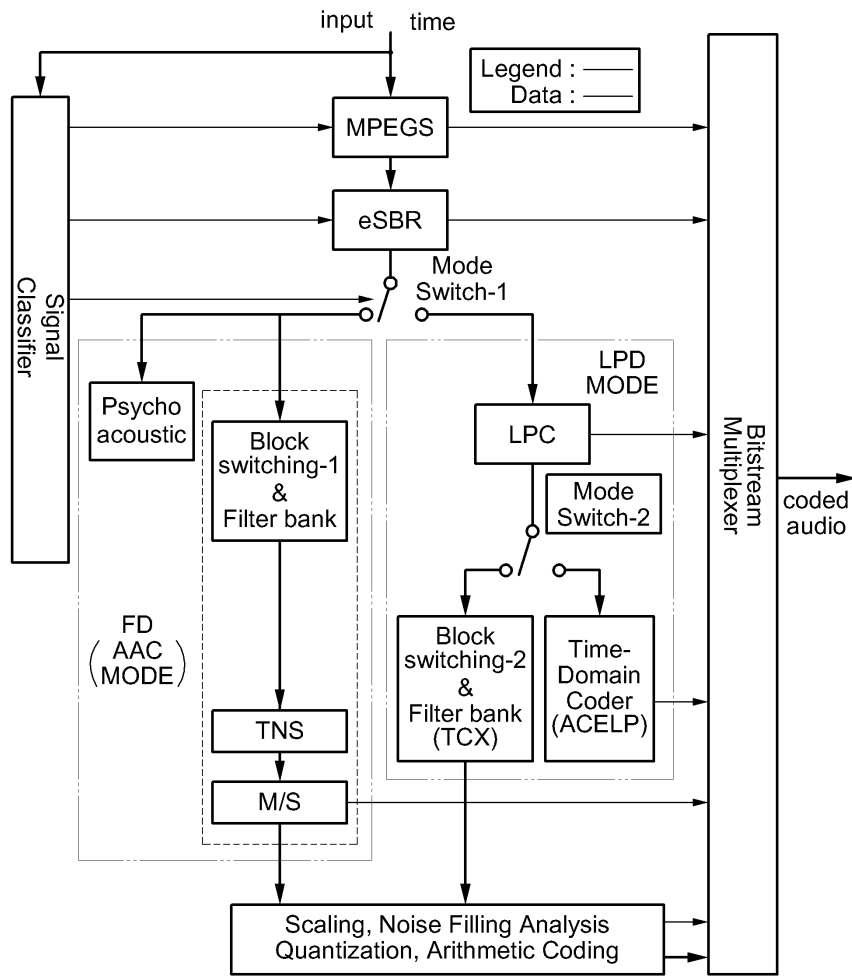 input time
Legend :
Data :
MPEGS
eSBR
Mode
Switch-1
Signal
Classifier
LPD
MODE
Psycho
acoustic
Block
switching-1
&
Filter bank
LPC
Mode
Switch-2
Bitstream
Multiplexer
coded
audio
FD
(AAC
MODE)
Block
switching-2
&
Filter bank
(TCX)
Time-
Domain
Coder
(ACELP)
TNS
M/S
Scaling, Noise Filling Analysis
Quantization, Arithmetic Coding